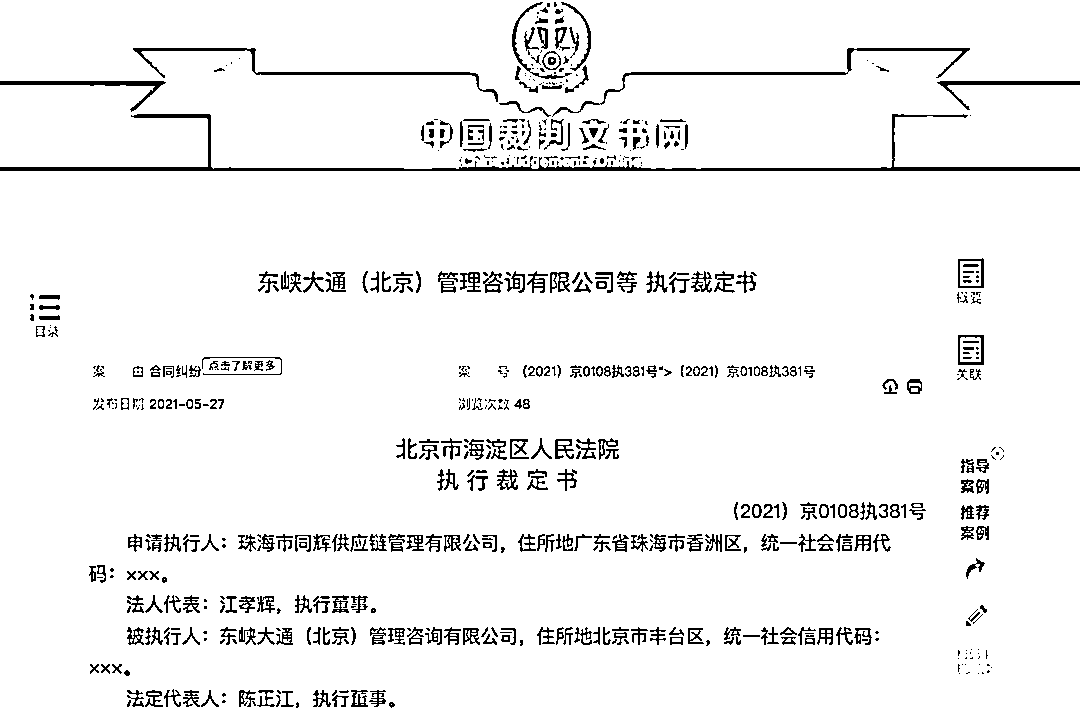 中国裁判文书网
China Judgements Online
东峡大通（北京）管理咨询有限公司等 执行裁定书
概要
目录
关联
案 由 合同纠纷 点击了解更多
案 号 （2021）京0108执381号"> （2021）京0108执381号
发布日期 2021-05-27
浏览次数 48
北京市海淀区人民法院
执 行 裁 定 书
指导
案例
推荐
案例
（2021）京0108执381号
申请执行人：珠海市同辉供应链管理有限公司，住所地广东省珠海市香洲区，统一社会信用代
码：xxx。
法人代表：江孝辉，执行董事。
被执行人：东峡大通（北京）管理咨询有限公司，住所地北京市丰台区，统一社会信用代码：
xxx。
法定代表人：陈正江，执行董事。